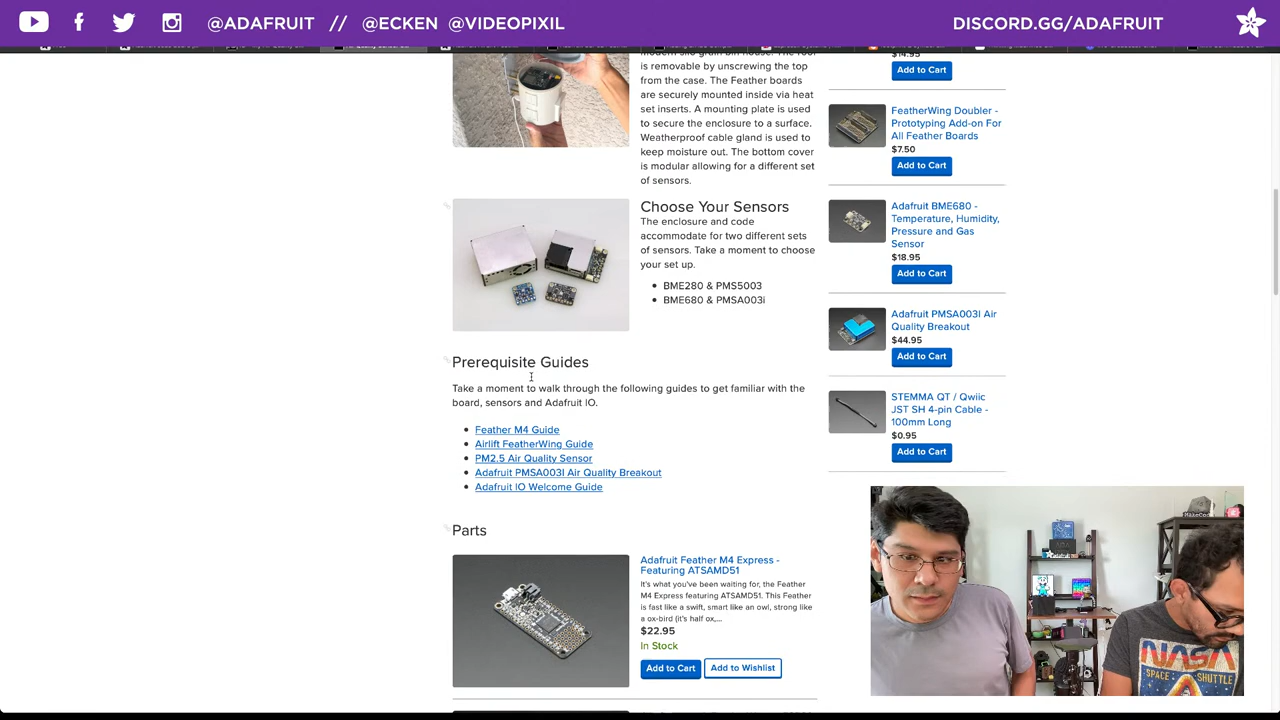 @ADAFRUIT // @ECKEN @VIDEOPIXIL
DISCORD.GG/ADAFRUIT
is removable by unscrewing the top
from the case. The Feather boards
are securely mounted inside via heat
set inserts. A mounting plate is used
to secure the enclosure to a surface.
Weatherproof cable gland is used to
keep moisture out. The bottom cover
is modular allowing for a different set
of sensors.
Choose Your Sensors
The enclosure and code
accommodate for two different sets
of sensors. Take a moment to choose
your set up.
BME280 & PMS5003
BME680 & PMSA003i
Prerequisite Guides
Take a moment to walk through the following guides to get familiar with the
board, sensors and Adafruit IO.
Feather M4 Guide
Airlift FeatherWing Guide
PM2.5 Air Quality Sensor
Adafruit PMSA003I Air Quality Breakout
Adafruit IO Welcome Guide
Parts
Adafruit Feather M4 Express -
Featuring ATSAMD51
It's what you've been waiting for, the Feather
M4 Express featuring ATSAMD51. This Feather
is fast like a swift, smart like an owl, strong like
a ox-bird (it's half ox,...
$22.95
In Stock
Add to Cart
Add to Wishlist
$14.95
Add to Cart
FeatherWing Doubler -
Prototyping Add-on For
All Feather Boards
$7.50
Add to Cart
Adafruit BME680 -
Temperature, Humidity,
Pressure and Gas
Sensor
$18.95
Add to Cart
Adafruit PMSA003I Air
Quality Breakout
$44.95
Add to Cart
STEMMA QT / Qwiic
JST SH 4-pin Cable -
100mm Long
$0.95
Add to Cart
NASA
SPACE SHUTTLE